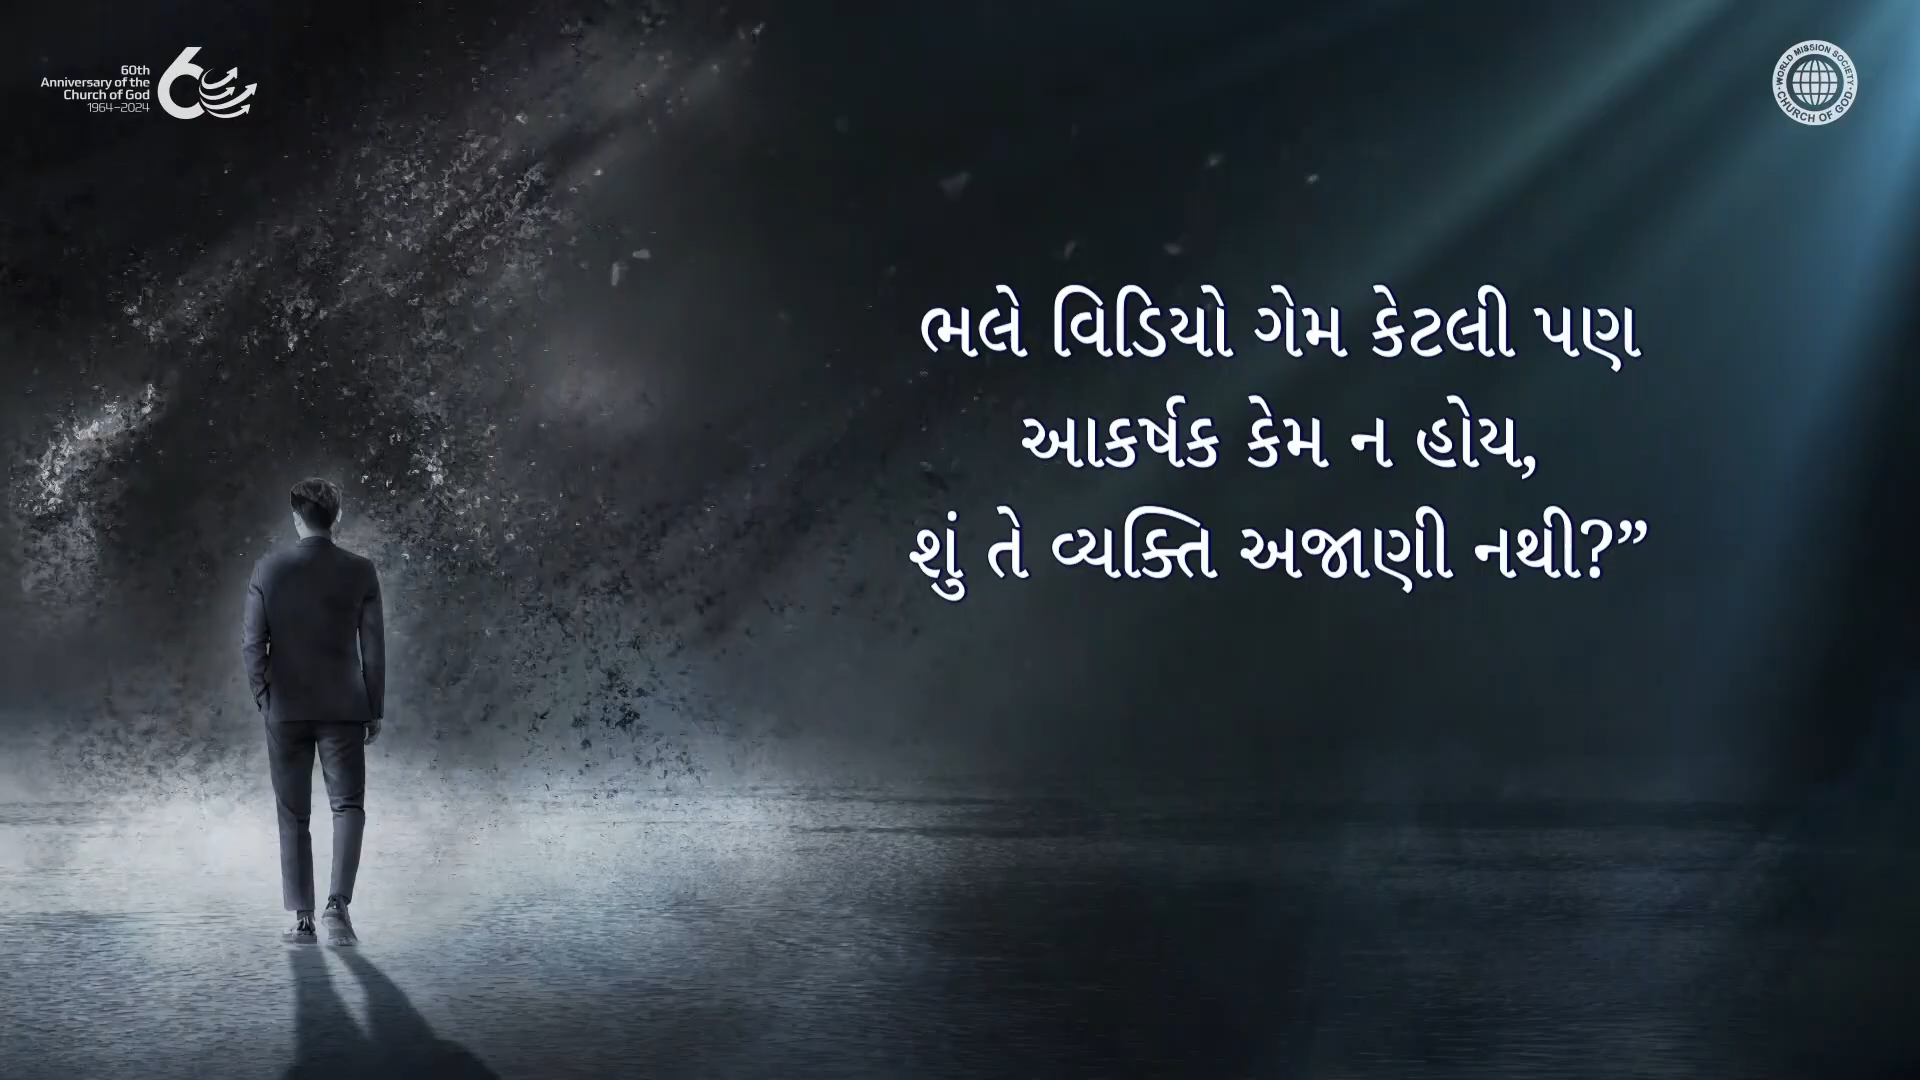 60th
Anniversary of the
Church of God
1964–2024
WORLD MISSION SOCIETY
CHURCH OF GOD
ભલે વિડિયો ગેમ કેટલી પણ
આકર્ષક કેમ ન હોય,
શું તે વ્યક્તિ અજાણી નથી?”